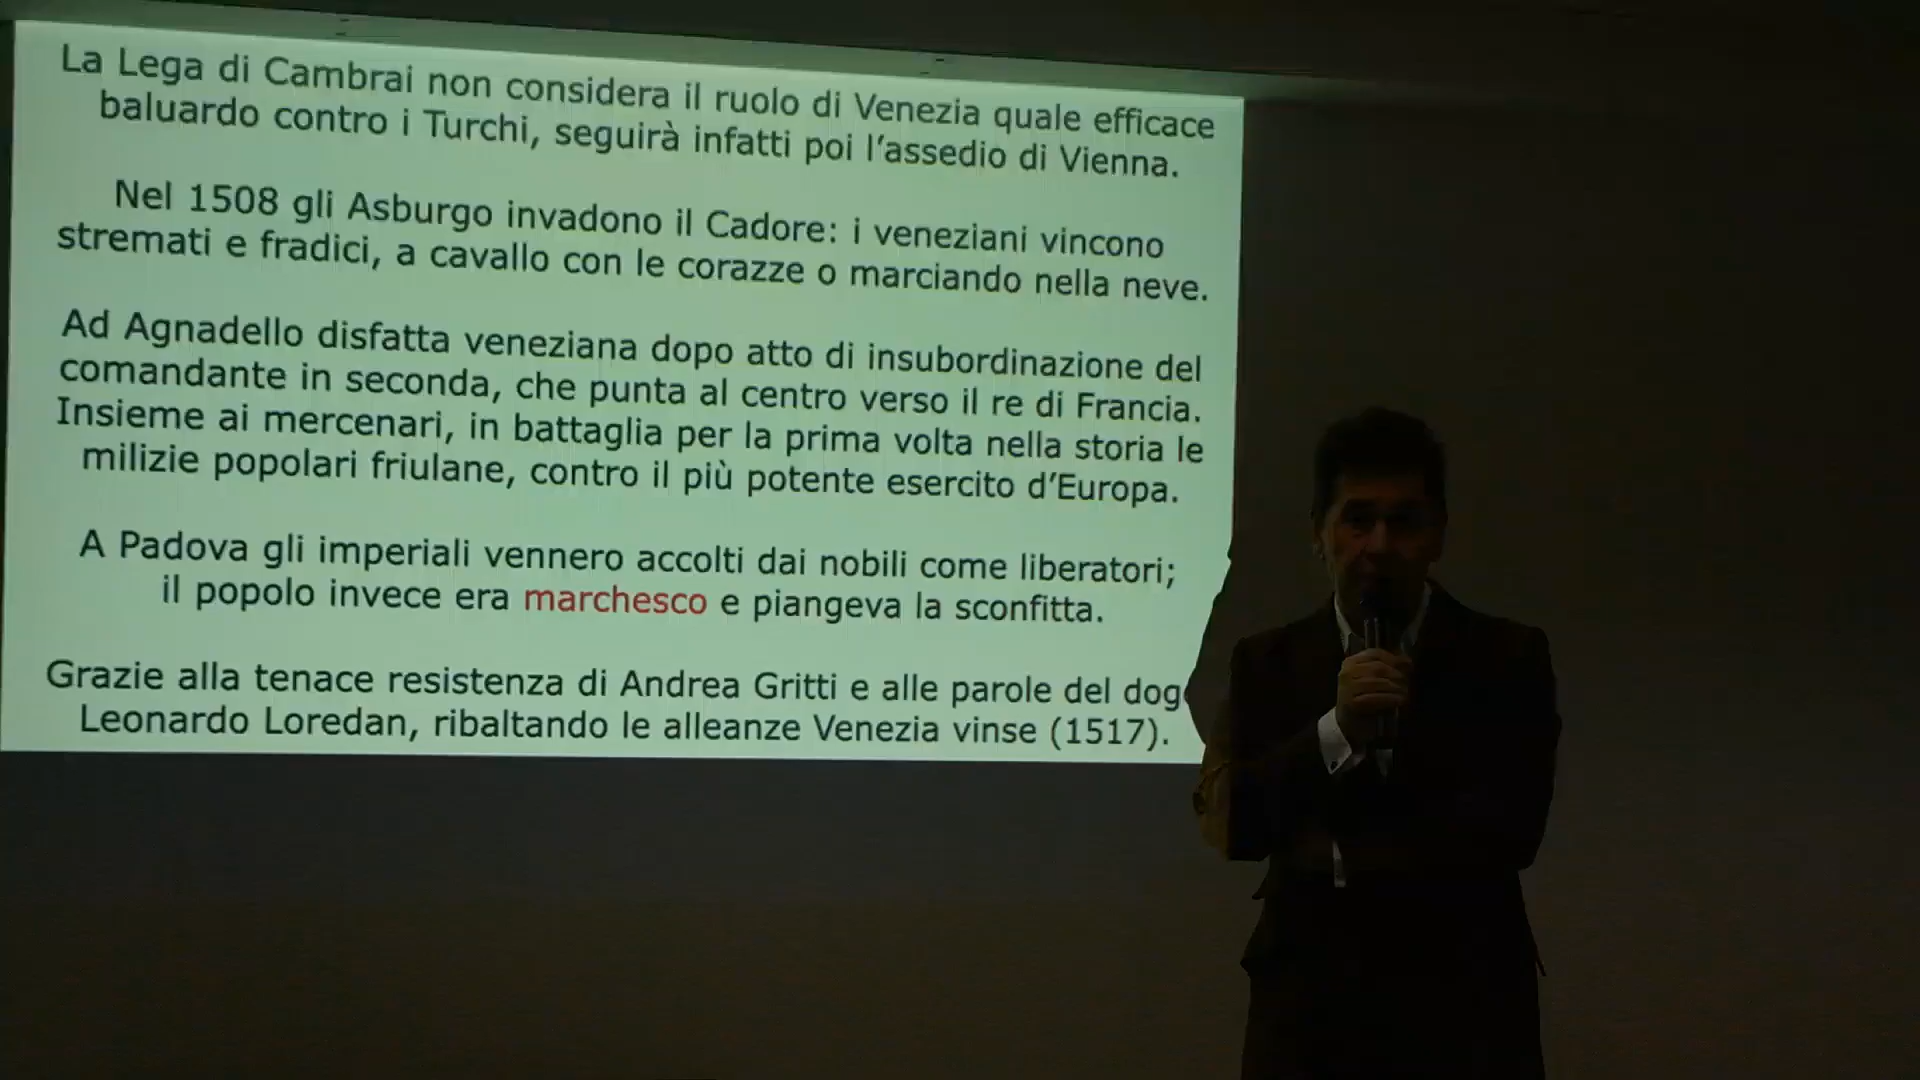 La Lega di Cambrai non considera il ruolo di Venezia quale efficace
baluardo contro i Turchi, seguirà infatti poi l'assedio di Vienna.
Nel 1508 gli Asburgo invadono il Cadore: i veneziani vincono
stremati e fradici, a cavallo con le corazze o marciando nella neve.
Ad Agnadello disfatta veneziana dopo atto di insubordinazione del
comandante in seconda, che punta al centro verso il re di Francia.
Insieme ai mercenari, in battaglia per la prima volta nella storia le
milizie popolari friulane, contro il più potente esercito d'Europa.
A Padova gli imperiali vennero accolti dai nobili come liberatori;
il popolo invece era marchesco e piangeva la sconfitta.
Grazie alla tenace resistenza di Andrea Gritti e alle parole del dog
Leonardo Loredan, ribaltando le alleanze Venezia vinse (1517).